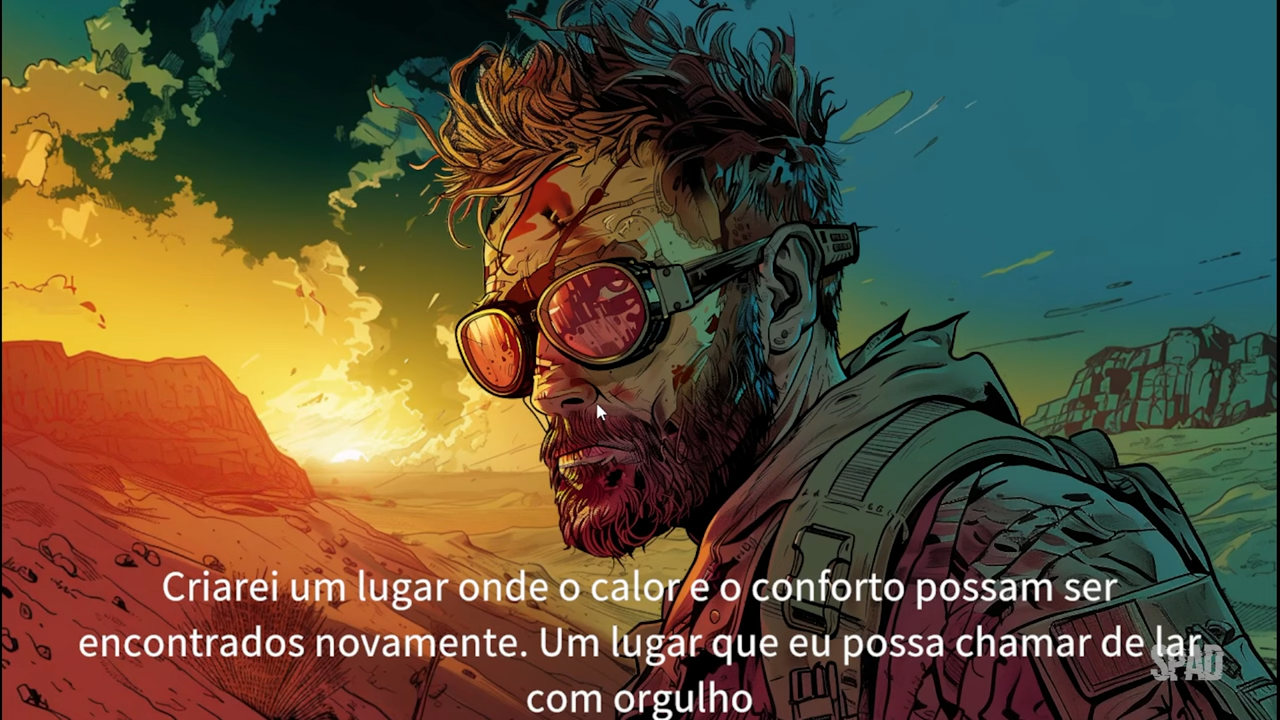 Criarei um lugar onde o calor e o conforto possam ser
encontrados novamente. Um lugar que eu possa chamar de lar
com orgulho
SPAD